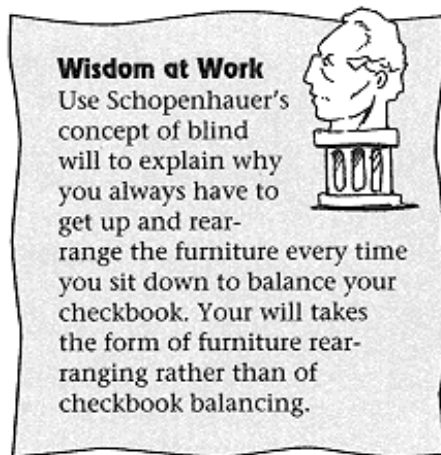 Wisdom at Work
Use Schopenhauer's
concept of blind
will to explain why
you always have to
get up and rear-
range the furniture every time
you sit down to balance your
checkbook. Your will takes
the form of furniture rear-
ranging rather than of
checkbook balancing.